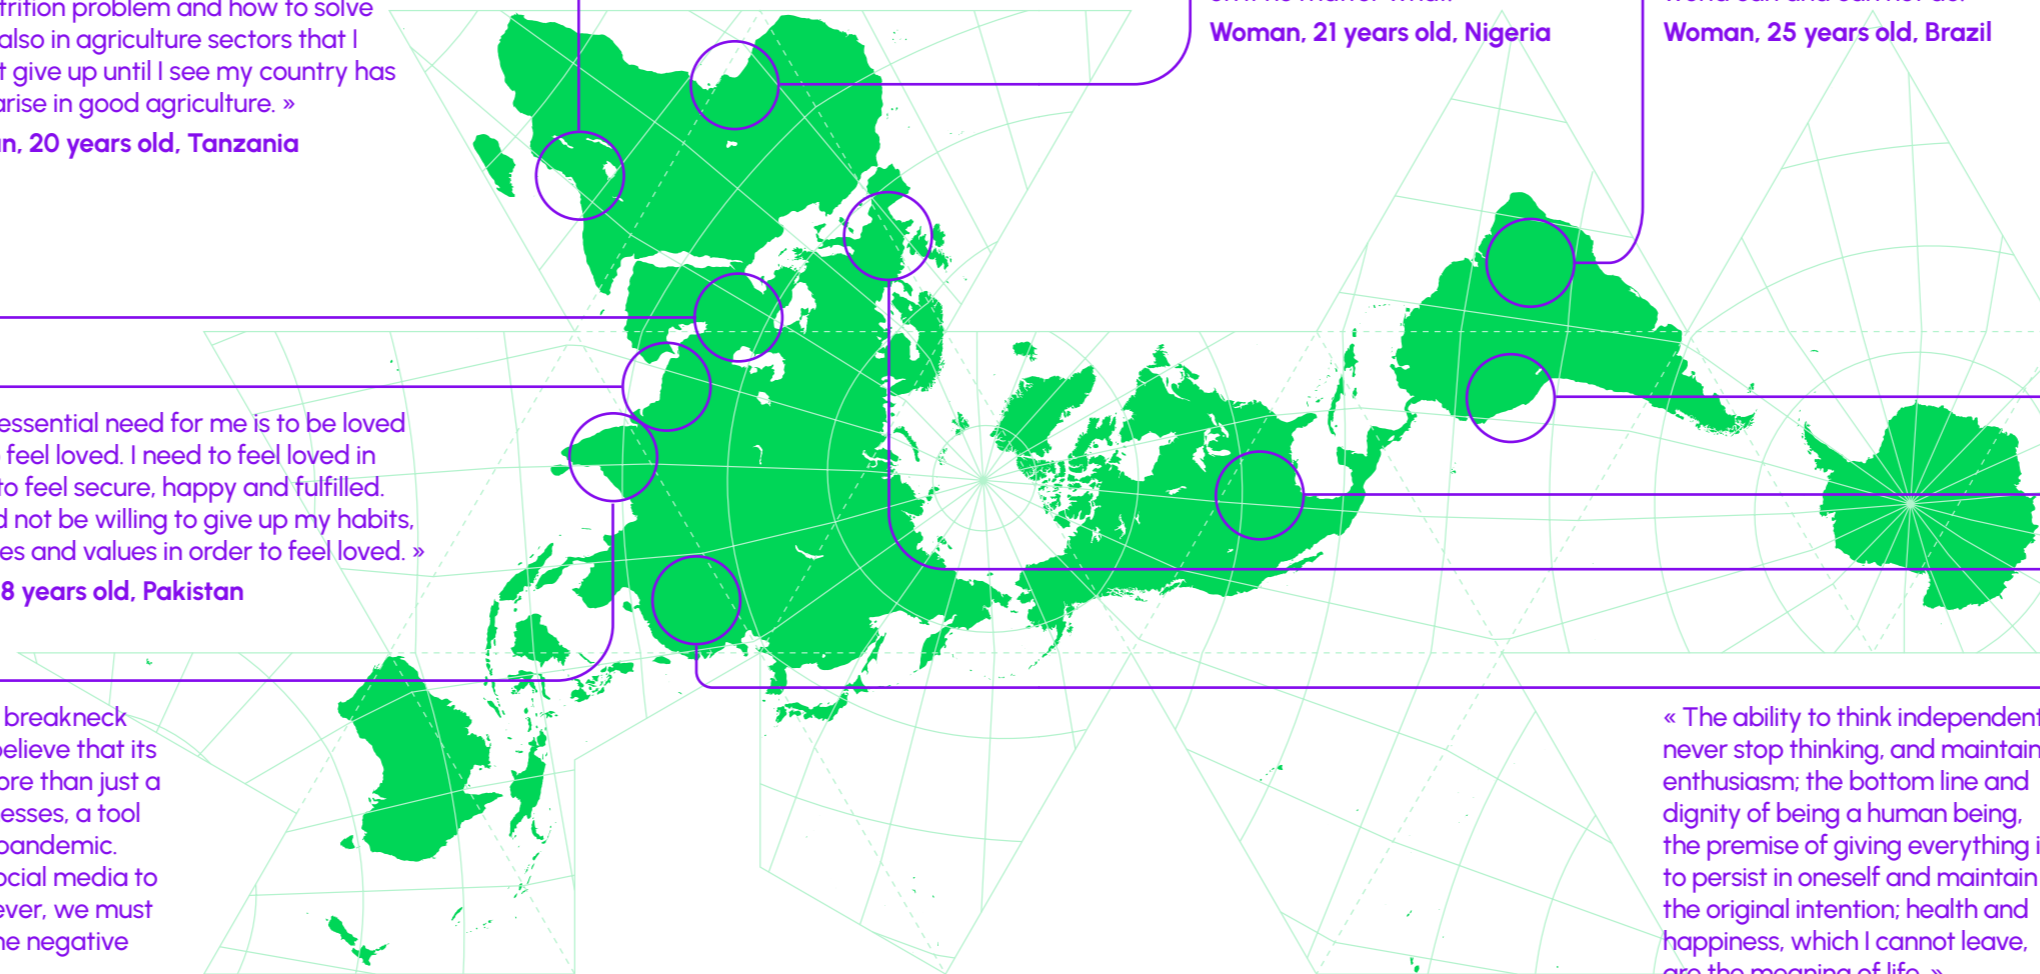 trition problem and how to solve
also in agriculture sectors that I
t give up until I see my country has
arise in good agriculture. »
n, 20 years old, Tanzania
Woman, 21 years old, Nigeria
Woman, 25 years old, Brazil
essential need for me is to be loved
feel loved. I need to feel loved in
to feel secure, happy and fulfilled.
d not be willing to give up my habits,
es and values in order to feel loved. »
8 years old, Pakistan
breakneck
believe that its
ore than just a
esses, a tool
pandemic.
ocial media to
ever, we must
he negative
« The ability to think independent
never stop thinking, and maintain
enthusiasm; the bottom line and
dignity of being a human being,
the premise of giving everything i
to persist in oneself and maintain
the original intention; health and
happiness, which I cannot leave,
are the meaning of life. »